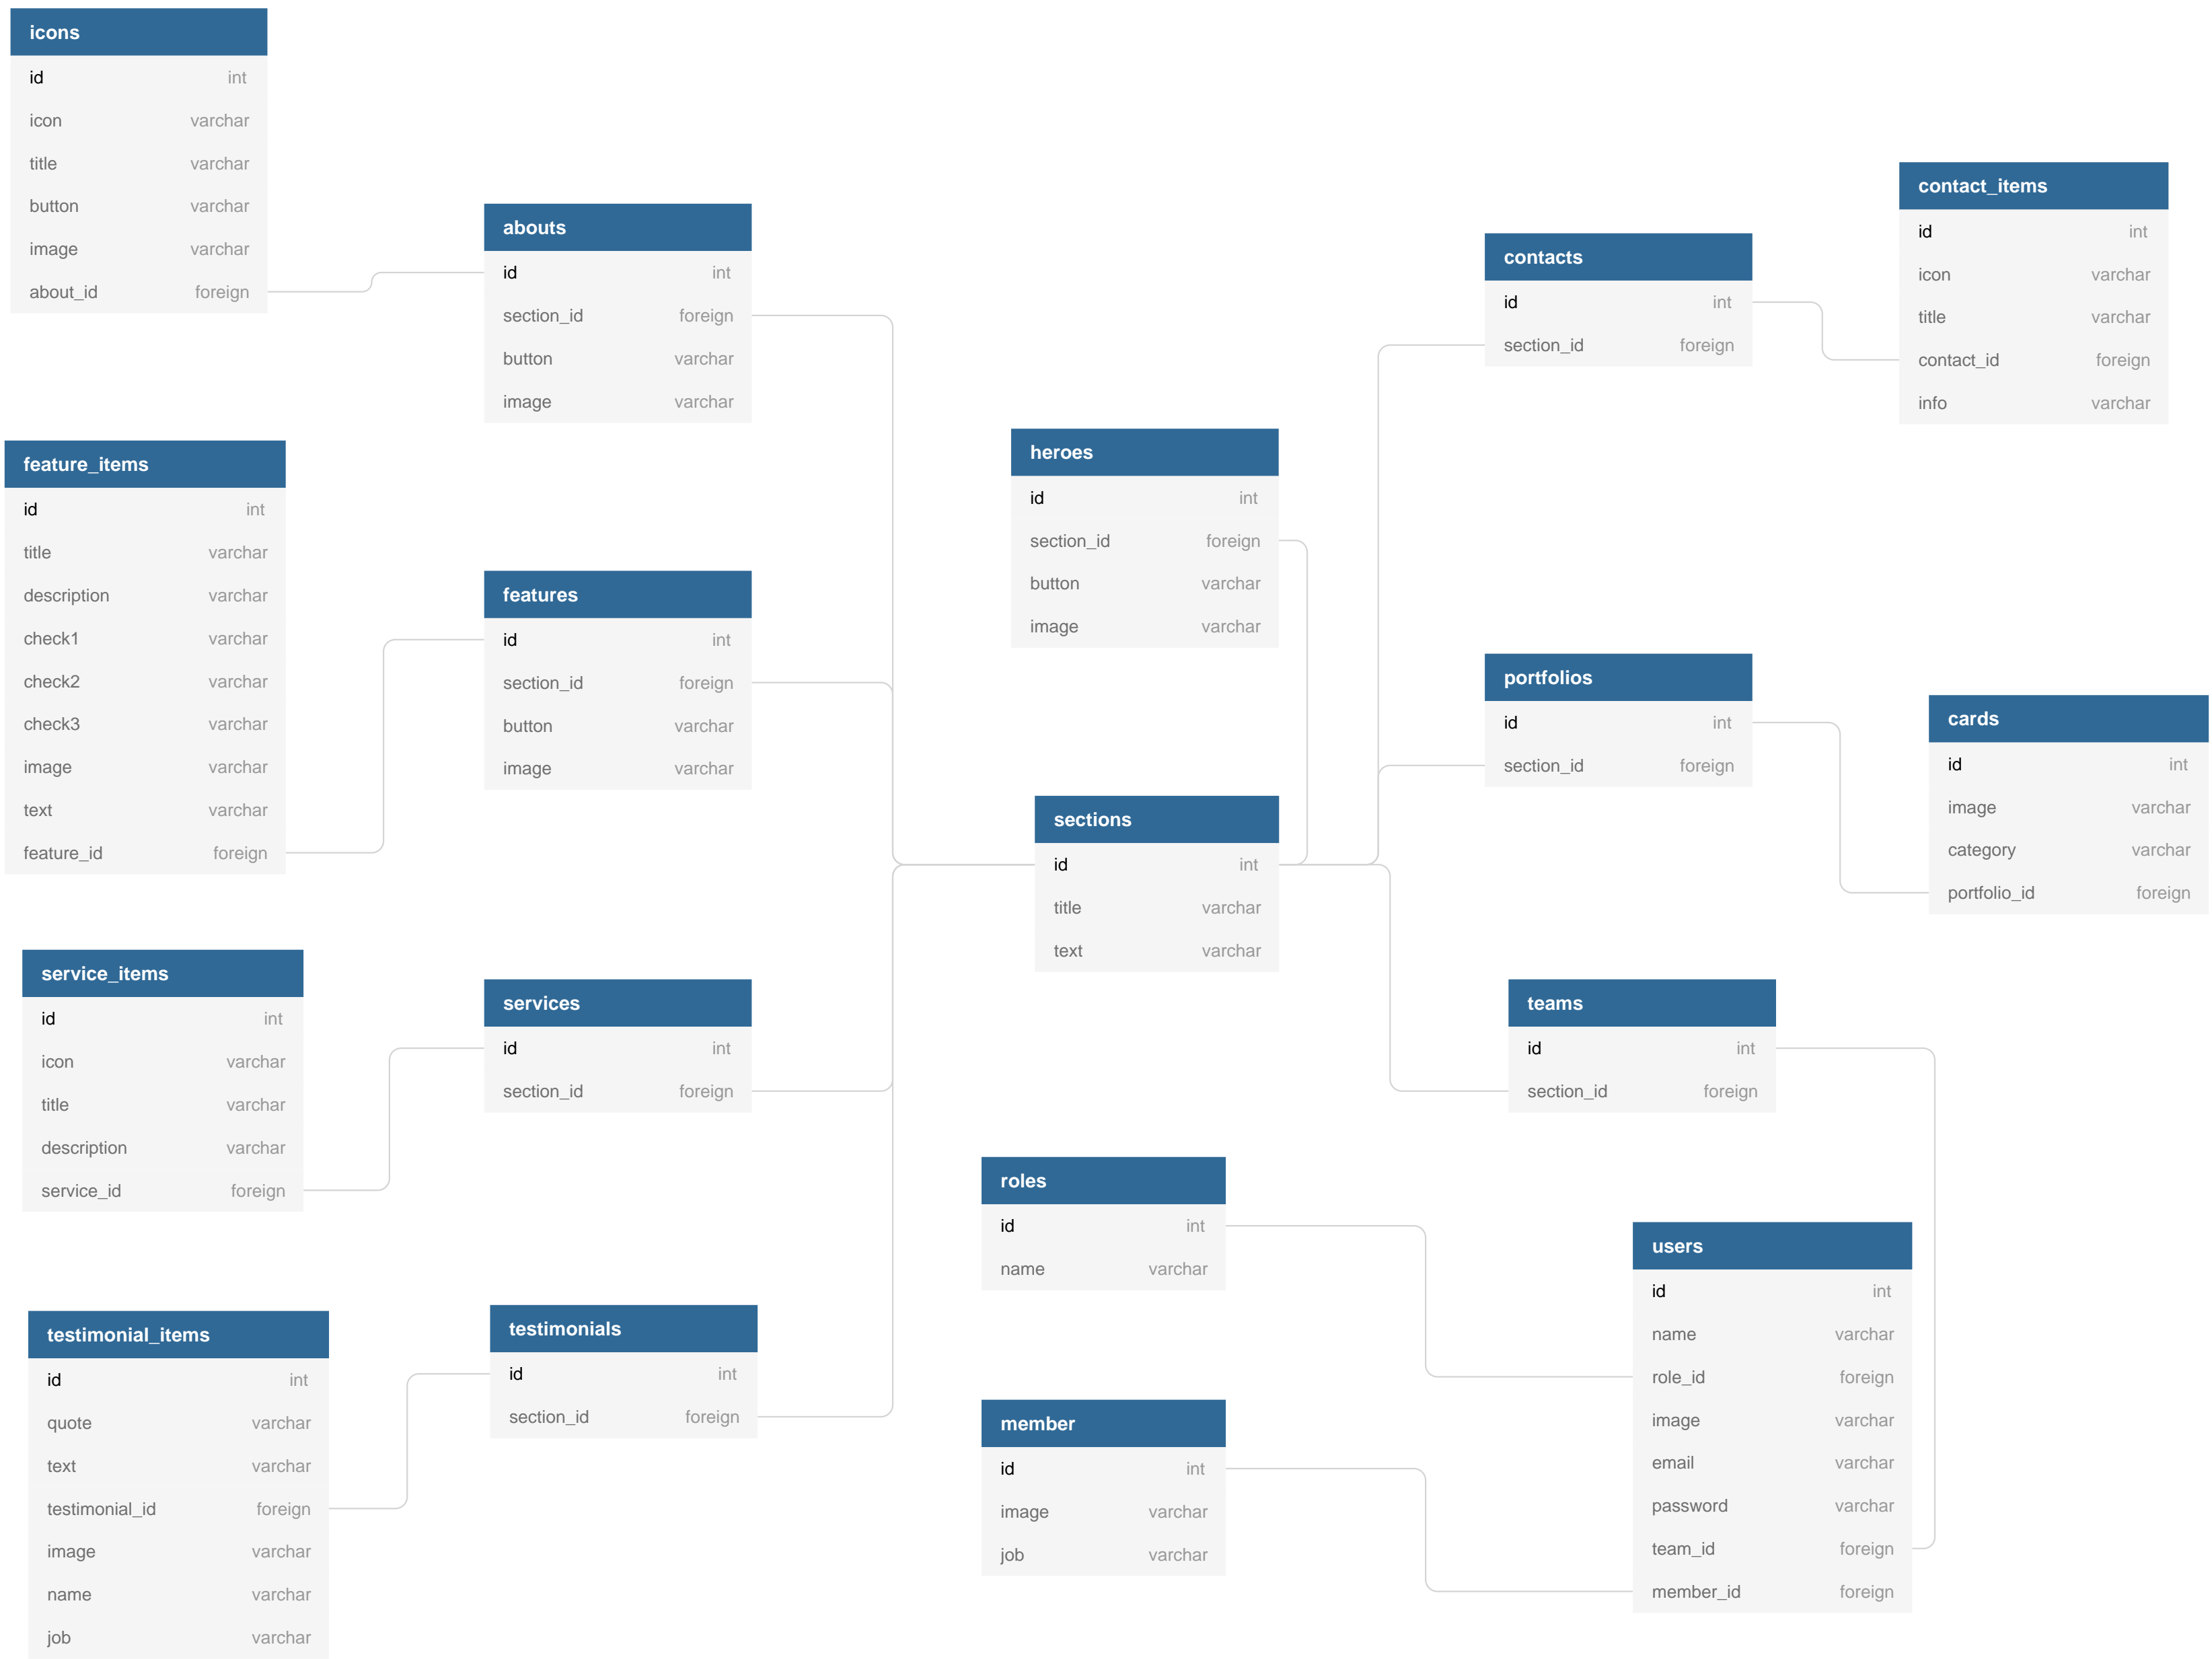 icons
id int
icon varchar
title varchar
button varchar
image varchar
about_id foreign
feature_items
id int
title varchar
description varchar
check1 varchar
check2 varchar
check3 varchar
image varchar
text varchar
feature_id foreign
service_items
id int
icon varchar
title varchar
description varchar
service_id foreign
testimonial_items
id int
quote varchar
text varchar
testimonial_id foreign
image varchar
name varchar
job varchar
abouts
id int
section_id foreign
button varchar
image varchar
features
id int
section_id foreign
button varchar
image varchar
services
id int
section_id foreign
testimonials
id int
section_id foreign
heroes
id int
section_id foreign
button varchar
image varchar
sections
id int
title varchar
text varchar
roles
id int
name varchar
member
id int
image varchar
job varchar
contacts
id int
section_id foreign
portfolios
id int
section_id foreign
teams
id int
section_id foreign
users
id int
name varchar
role_id foreign
image varchar
email varchar
password varchar
team_id foreign
member_id foreign
contact_items
id int
icon varchar
title varchar
contact_id foreign
info varchar
cards
id int
image varchar
category varchar
portfolio_id foreign